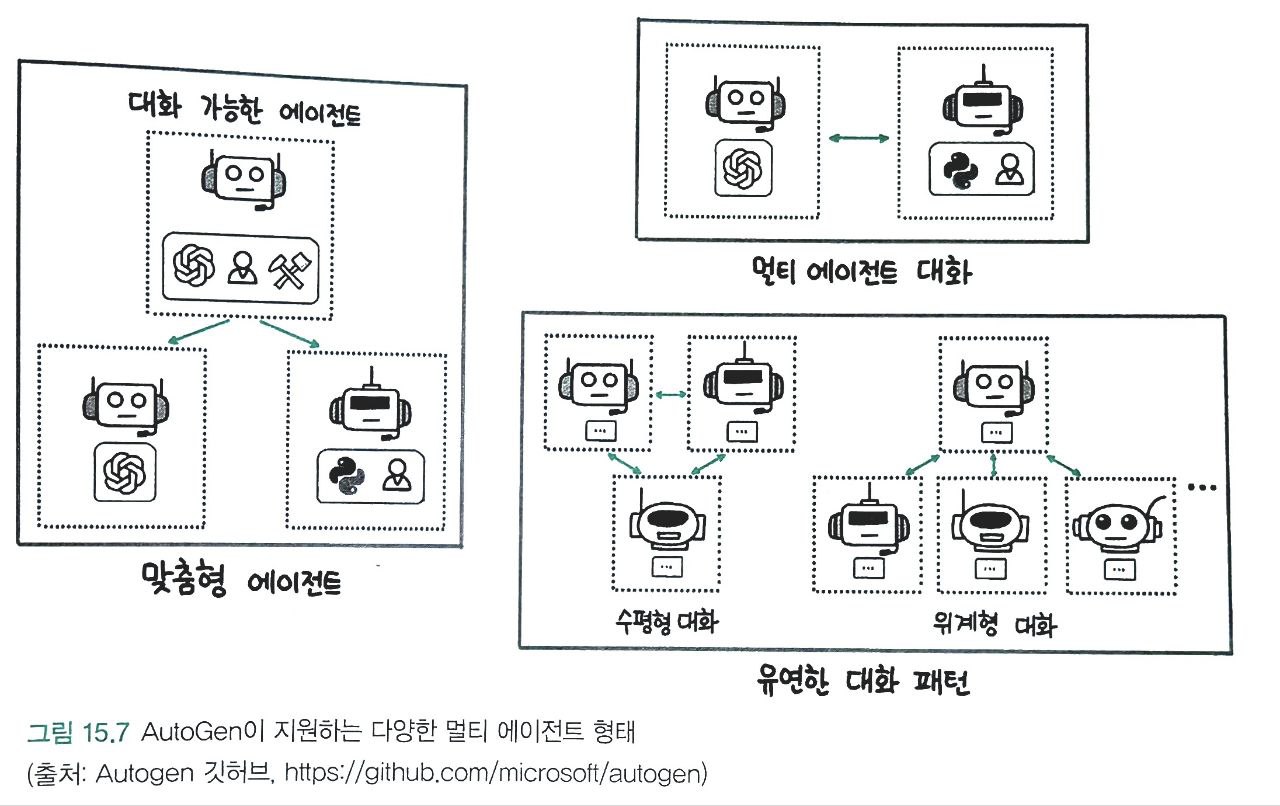 대화 가능한 에이전트
맞춤형 에이전트
멀티 에이전트 대화
수평형 대화
위계형 대화
유연한 대화 패턴
그림 15.7 AutoGen이 지원하는 다양한 멀티 에이전트 형태
(출처: Autogen 깃허브, https://github.com/microsoft/autogen)